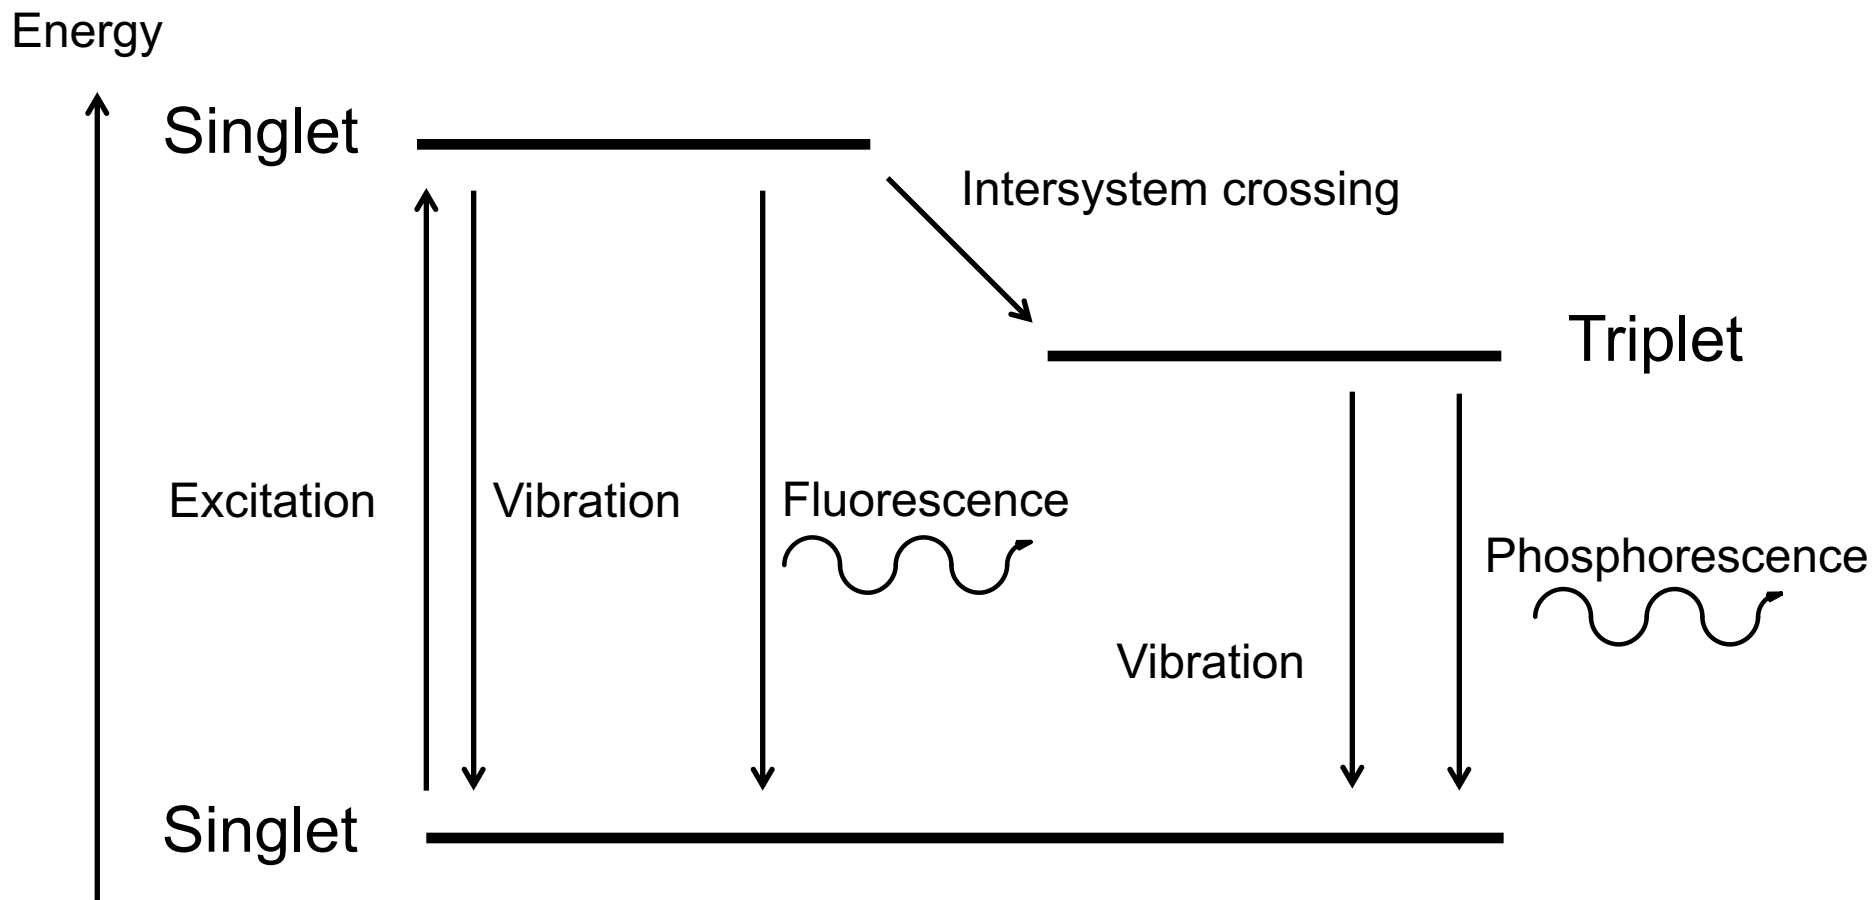 Energy
Singlet
Intersystem crossing
Triplet
Excitation
Vibration
Fluorescence
Phosphorescence
Vibration
Singlet